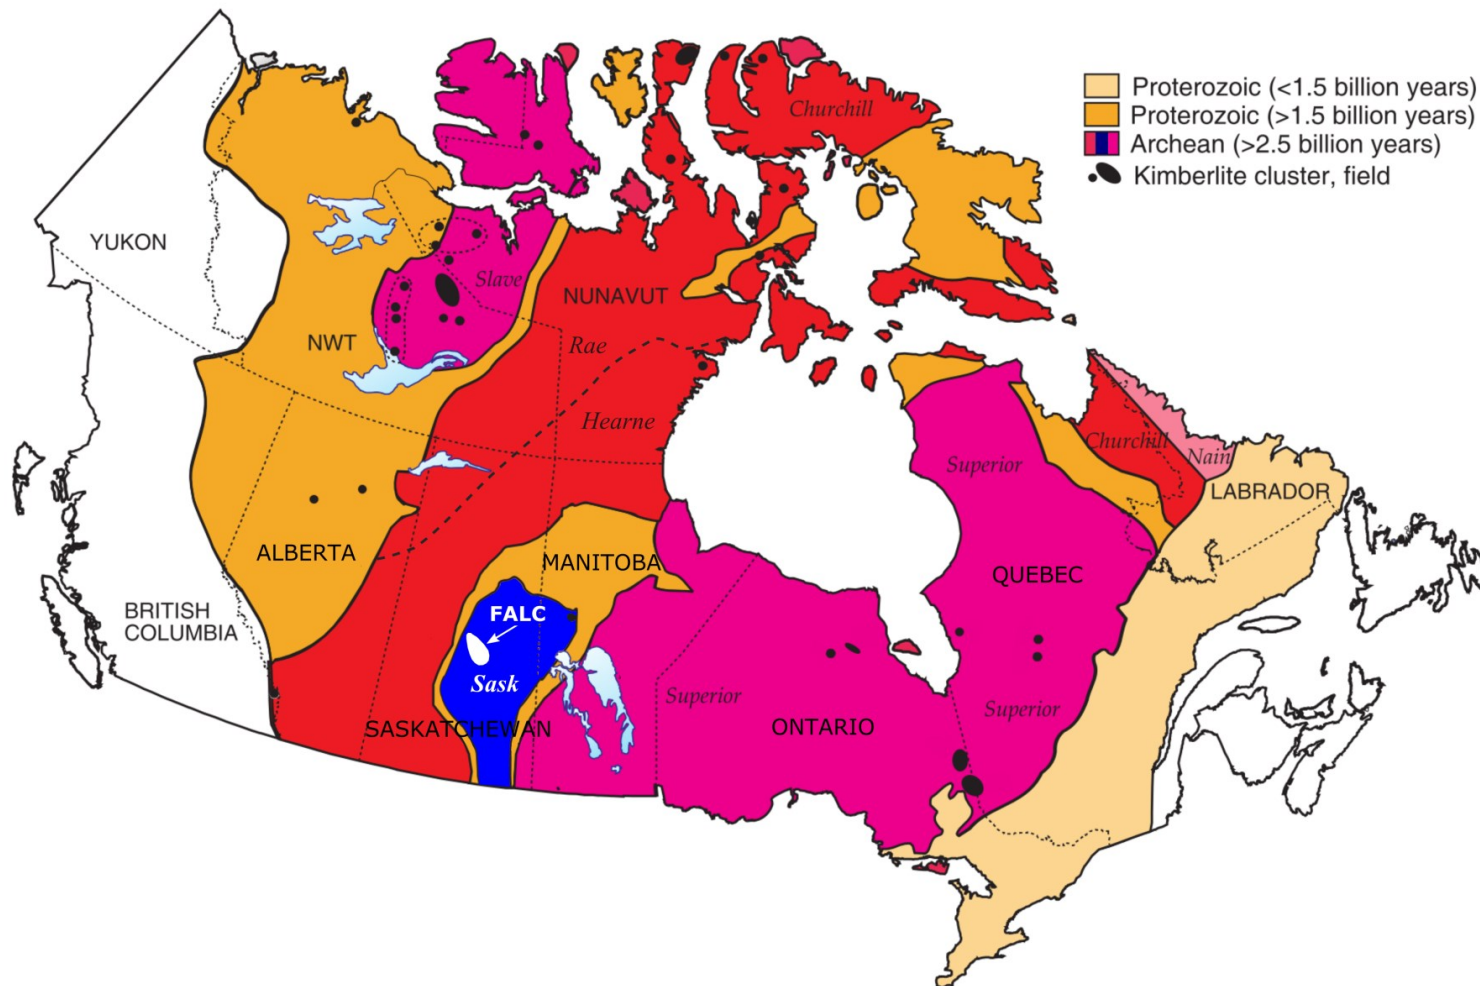 Proterozoic (<1.5 billion years)
Proterozoic (>1.5 billion years)
Archean (>2.5 billion years)
Kimberlite cluster, field
Churchill
YUKON
Slave
NUNAVUT
NWT
Rae
Hearne
Churchill
Nain
Superior
LABRADOR
ALBERTA
MANITOBA
QUEBEC
BRITISH
COLUMBIA
FALC
Sask
Superior
Superior
SASKATCHEWAN
ONTARIO